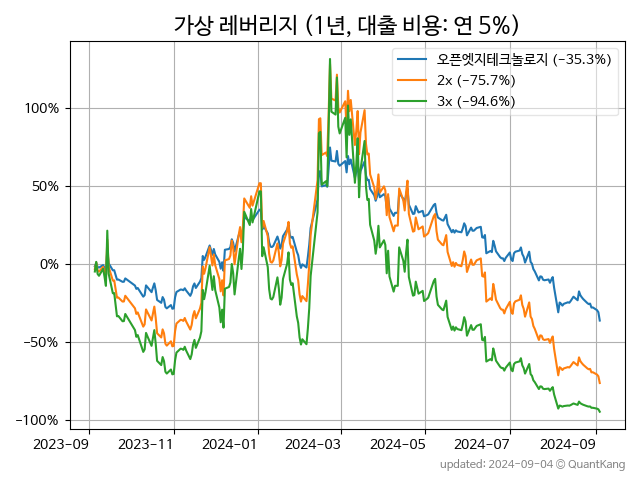 가상 레버리지 (1년, 대출 비용: 연 5%)
오픈엣지테크놀로지 (−35.3%)
2x (−75.7%)
3x (−94.6%)
100%
50%
0%
−50%
−100%
2023-09 2023-11 2024-01 2024-03 2024-05 2024-07 2024-09
updated: 2024-09-04 © QuantKang